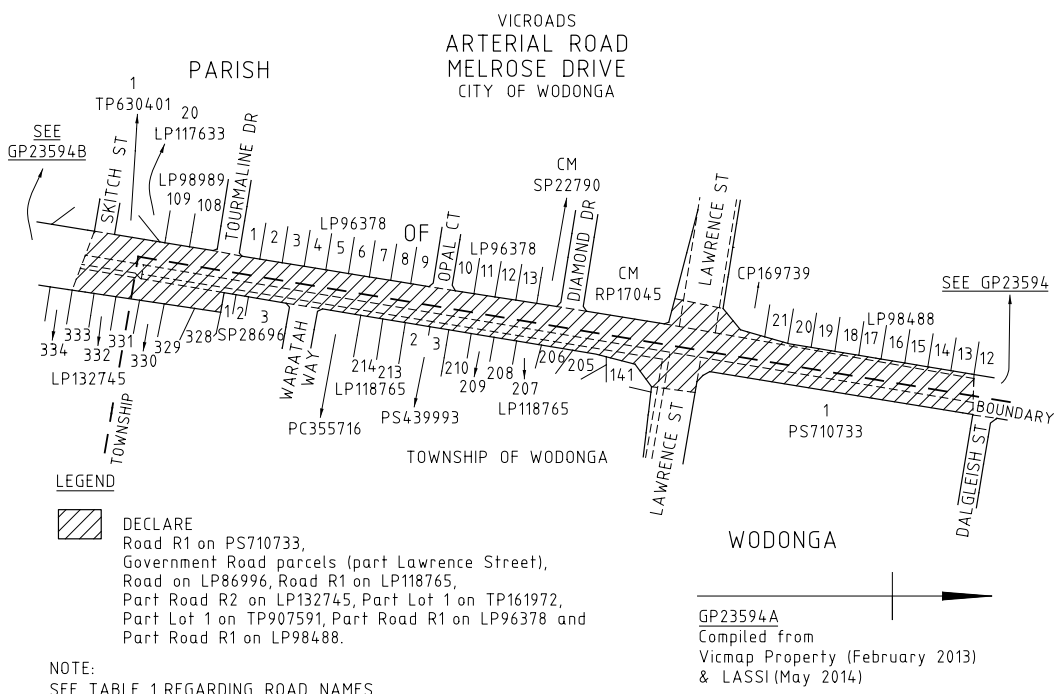 VICROADS
ARTERIAL ROAD
MELROSE DRIVE
CITY OF WODONGA
PARISH
1
TP630401
20
LP117633
SEE
GP23594B
SKITCH ST
LP98989
109
108
TOURMALINE DR
1
2
3
4
LP96378
5
6
7
8
9
OF
OPAL CT
LP96378
10
11
12
13
CM
SP22790
DIAMOND DR
CM
RP17045
LAWRENCE ST
CP169739
SEE GP23594
21
20
19
18
LP98488
17
16
15
14
13
12
334
333
332
331
330
329
328
LP132745
1
2
3
SP28696
WARATAH
WAY
PC355716
214
213
LP118765
2
3
PS439993
210
209
208
207
LP118765
206
205
141
LAWRENCE ST
1
PS710733
BOUNDARY
DALGLEISH ST
TOWNSHIP
TOWNSHIP OF WODONGA
WODONGA
LEGEND
DECLARE
Road R1 on PS710733,
Government Road parcels (part Lawrence Street),
Road on LP86996, Road R1 on LP118765,
Part Road R2 on LP132745, Part Lot 1 on TP161972,
Part Lot 1 on TP907591, Part Road R1 on LP96378 and
Part Road R1 on LP98488.
NOTE:
SEE TABLE 1 REGARDING ROAD NAMES
GP23594A
Compiled from
Vicmap Property (February 2013)
& LASSI (May 2014)